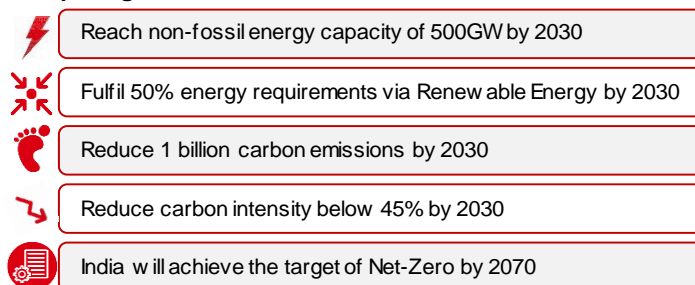 Reach non-fossil energy capacity of 500GW by 2030
Fulfil 50% energy requirements via Renewable Energy by 2030
Reduce 1 billion carbon emissions by 2030
Reduce carbon intensity below 45% by 2030
India will achieve the target of Net-Zero by 2070